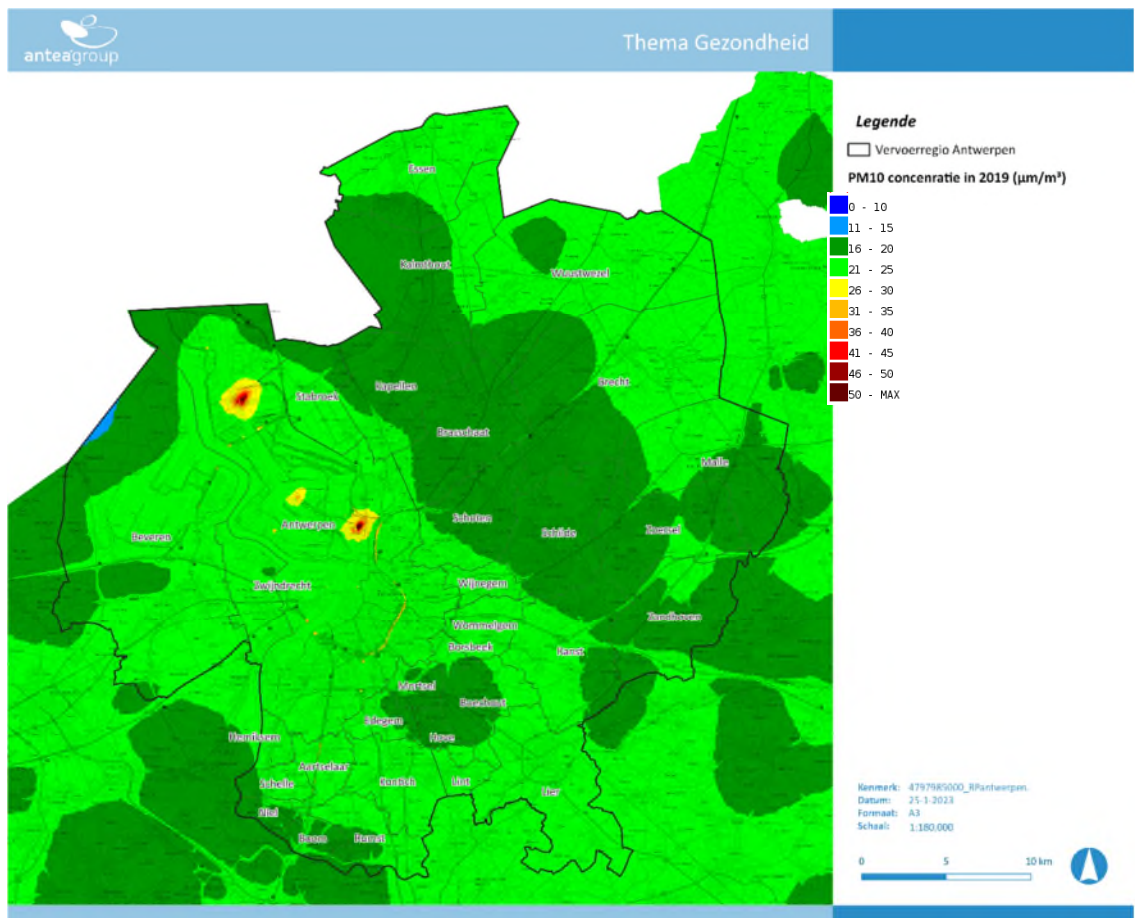 anteagroup
Thema Gezondheid
Legende
Vervoerregio Antwerpen
PM10 concenratie in 2019 (µm/m³)
0 - 10
11 - 15
16 - 20
21 - 25
26 - 30
31 - 35
36 - 40
41 - 45
46 - 50
50 - MAX
Essen
Kalmthout
Wuustwezel
Kapellen
Brecht
Stabroek
Brasschaat
Malle
Schoten
Antwerpen
Schilde
Zoersel
Beveren
Zwijndrecht
Wijnegem
Zandhoven
Wommelgem
Borsbeek
Ranst
Mortsel
Boechout
Edegem
Hove
Hemiksem
Aartselaar
Schelle
Kontich
Lint
Lier
Niel
Boom
Rumst
Kenmerk: 4797985000_RPantwerpen
Datum: 25-1-2023
Formaat: A3
Schaal: 1:180.000
0 5 10 km